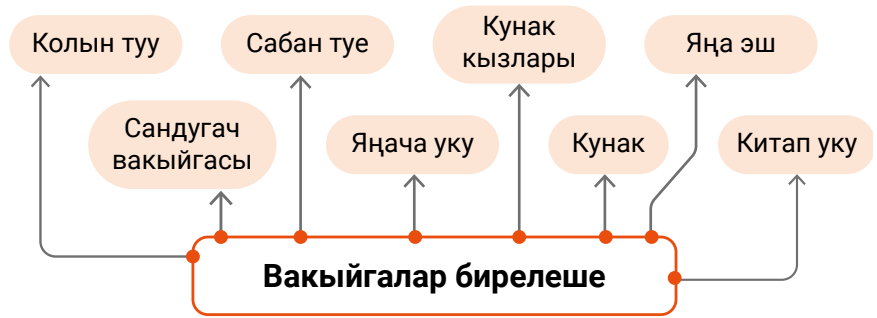 Колын туу
Сабан туе
Кунак
кызлары
Яңа эш
Сандугач
вакыйгасы
Яңача уку
Кунак
Китап уку
Вакыйгалар бирелеше